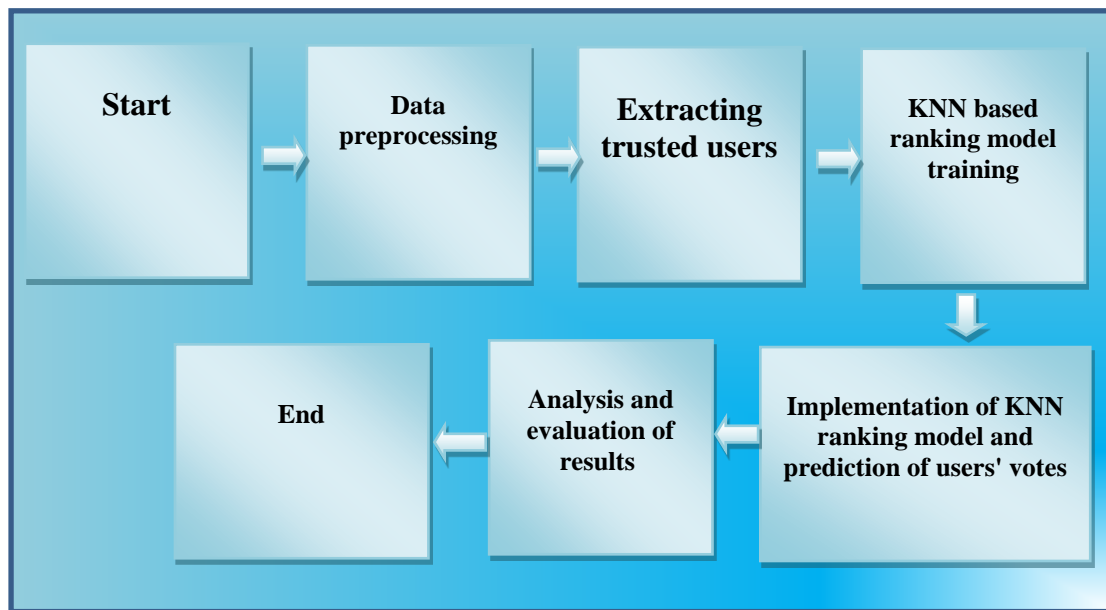 Start
Data
preprocessing
Extracting
trusted users
KNN based
ranking model
training
Implementation of KNN
ranking model and
prediction of users' votes
Analysis and
evaluation of
results
End